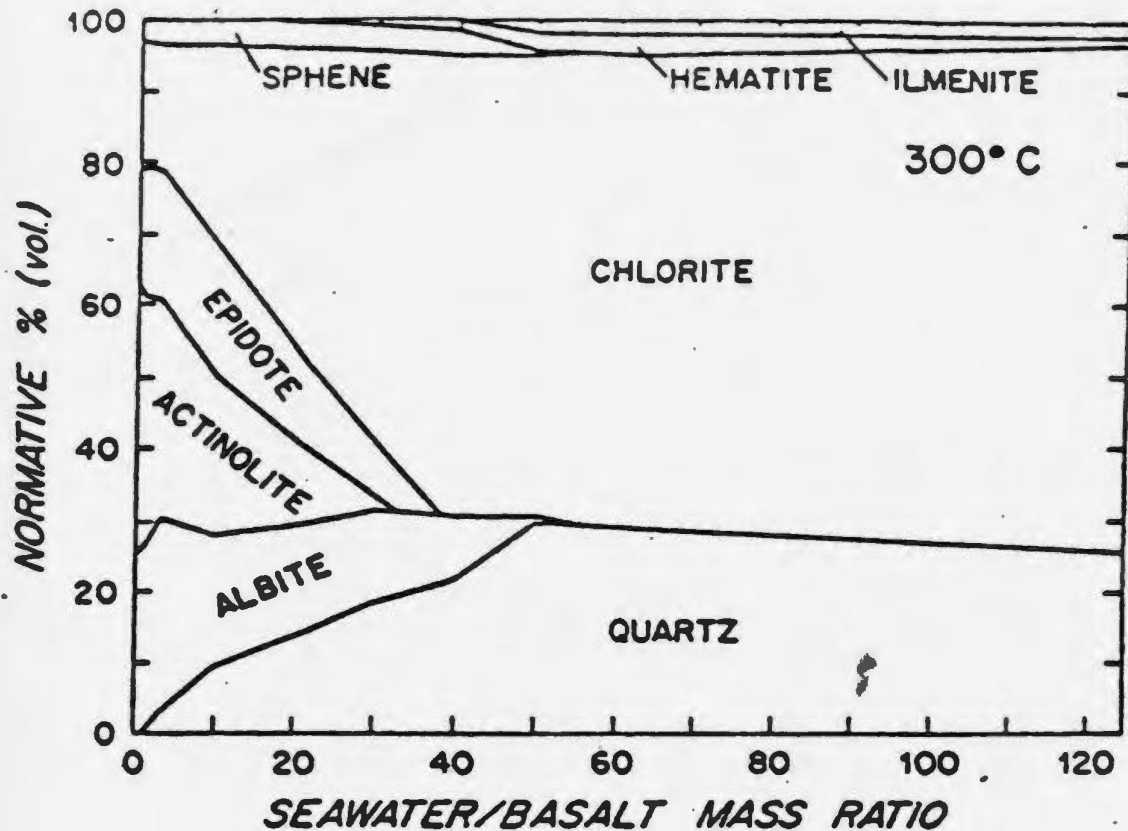 100
SPHENE
HEMATITE
ILMENITE
300° C
80
CHLORITE
EPIDOTE
60
ACTINOLITE
40
ALBITE
20
QUARTZ
0
0 20 40 60 80 100 120
NORMATIVE % (vol.)
SEAWATER/BASALT MASS RATIO